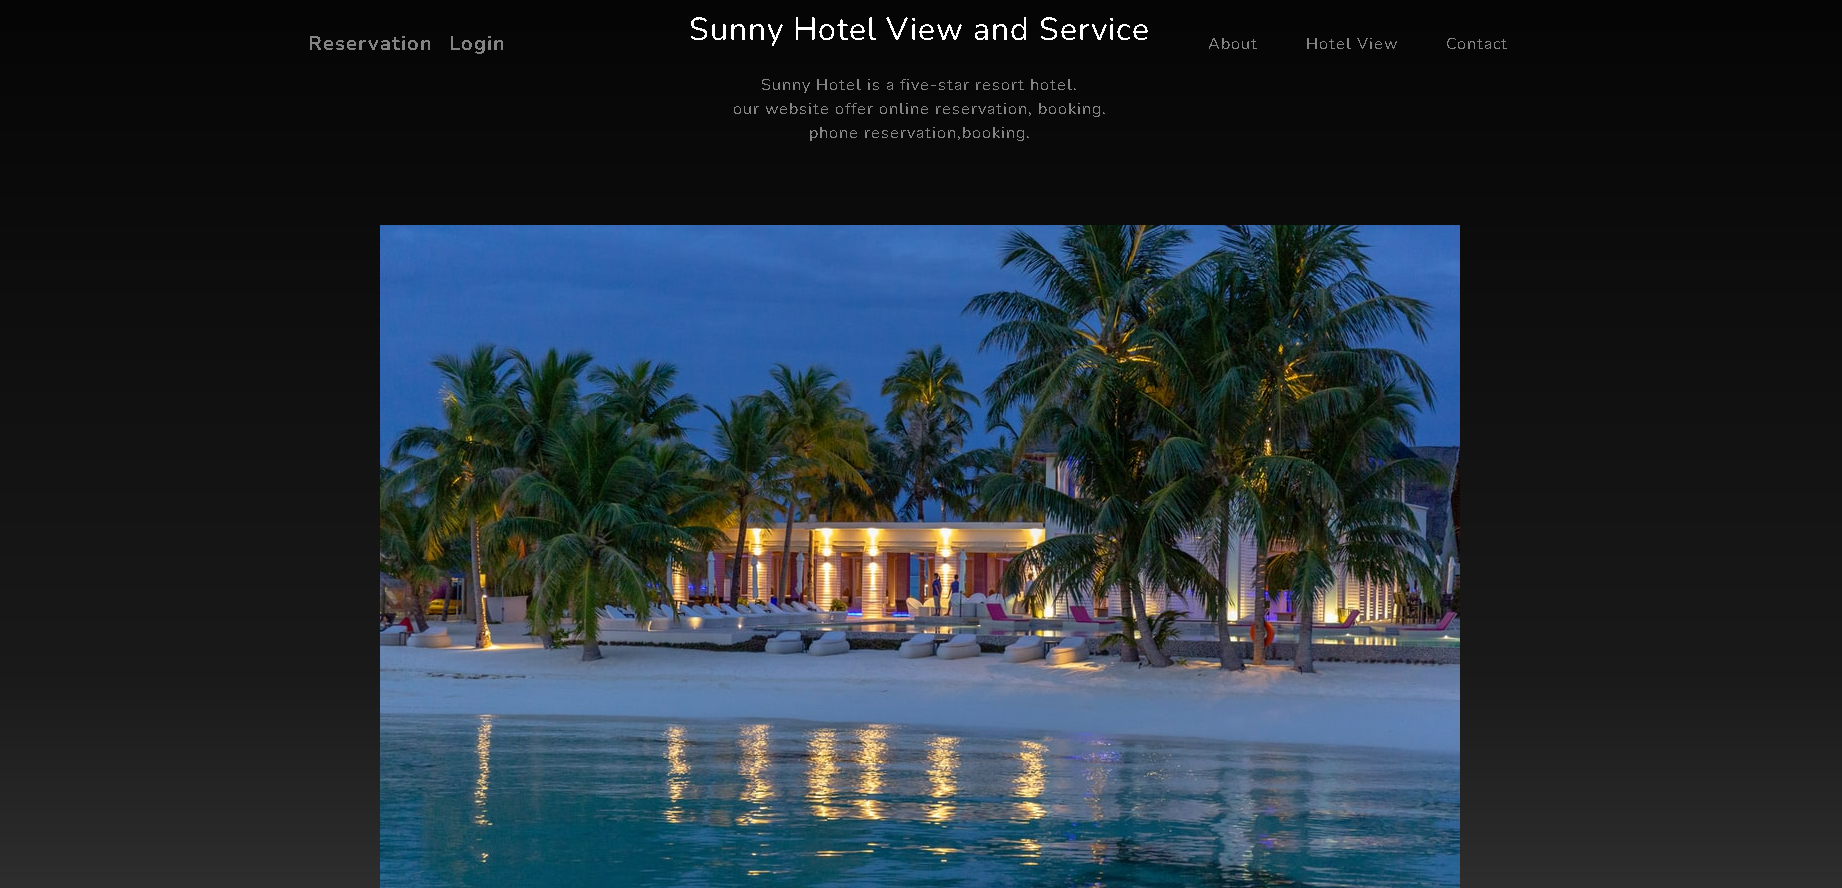 Reservation Login
Sunny Hotel View and Service
About Hotel View Contact
Sunny Hotel is a five-star resort hotel.
our website offer online reservation, booking.
phone reservation,booking.